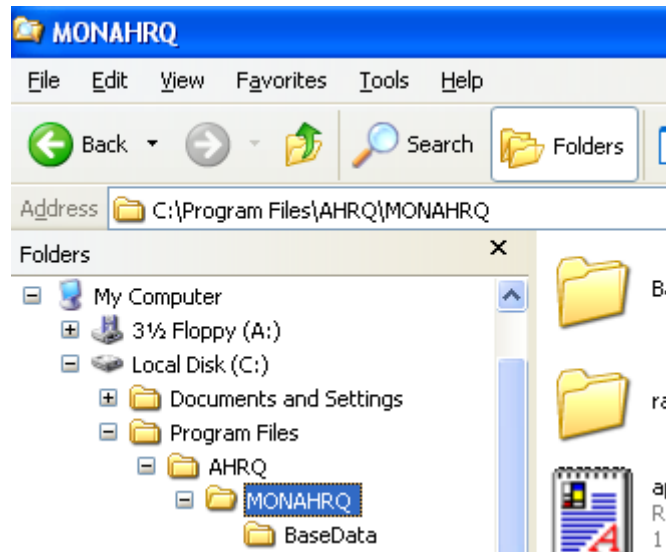 MONAHRQ
File Edit View Favorites Tools Help
Back Search Folders
Address C:\Program Files\AHRQ\MONAHRQ
Folders
My Computer
3½ Floppy (A:)
Local Disk (C:)
Documents and Settings
Program Files
AHRQ
MONAHRQ
BaseData